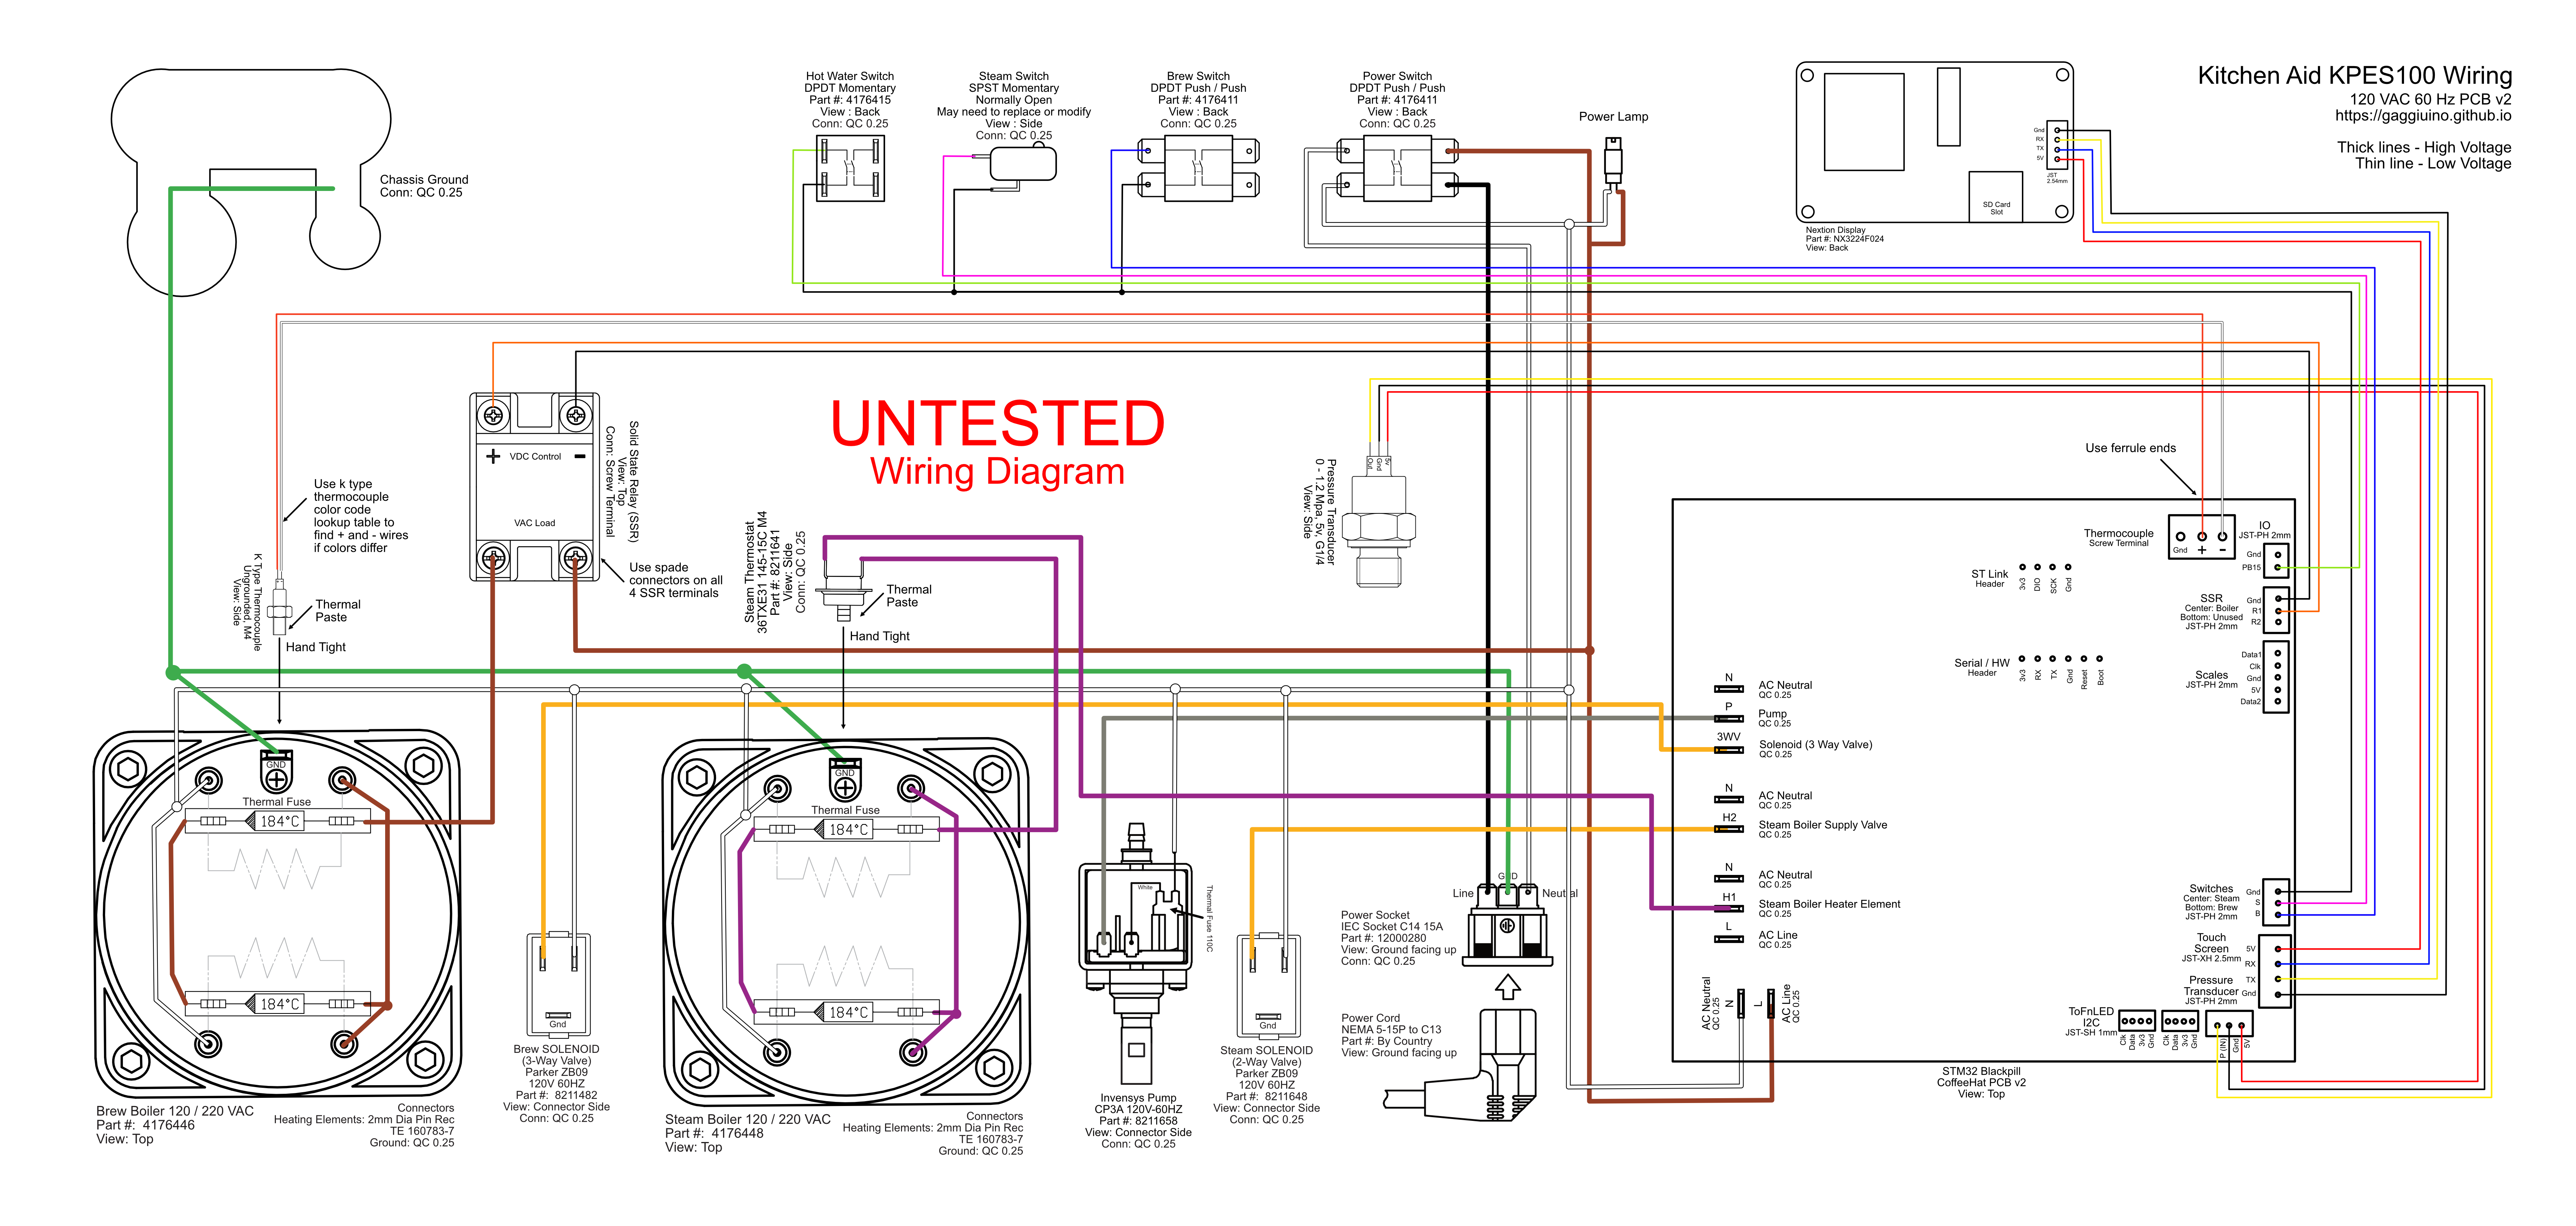 Kitchen Aid KPES100 Wiring
120 VAC 60 Hz PCB v2
https://gaggiuino.github.io
Thick lines - High Voltage
Thin line - Low Voltage
Hot Water Switch
DPDT Momentary
Part #: 4176415
View : Back
Conn: QC 0.25
Steam Switch
SPST Momentary
Normally Open
May need to replace or modify
View : Side
Conn: QC 0.25
Brew Switch
DPDT Push / Push
Part #: 4176411
View : Back
Conn: QC 0.25
Power Switch
DPDT Push / Push
Part #: 4176411
View : Back
Conn: QC 0.25
Power Lamp
Gnd
RX
TX
5V
JST
2.54mm
SD Card
Slot
Nextion Display
Part #: NX3224F024
View: Back
Chassis Ground
Conn: QC 0.25
UNTESTED
Wiring Diagram
+ VDC Control -
VAC Load
Solid State Relay (SSR)
View: Top
Conn: Screw Terminal
Use spade
connectors on all
4 SSR terminals
Use k type
thermocouple
color code
lookup table to
find + and - wires
if colors differ
K Type Thermocouple
Ungrounded, M4
View: Side
Thermal
Paste
Hand Tight
Steam Thermostat
36TXE31 145-15C M4
Part #: 8211641
View: Side
Conn: QC 0.25
Thermal
Paste
Hand Tight
Out
Gnd
5v
Pressure Transducer
0 - 1.2 Mpa, 5v, G1/4
View: Side
Use ferrule ends
Thermocouple
Screw Terminal
Gnd + -
IO
JST-PH 2mm
Gnd
PB15
ST Link
Header
3v3
DIO
SCK
Gnd
SSR
Center: Boiler
Bottom: Unused
JST-PH 2mm
Gnd
R1
R2
Serial / HW
Header
3v3
RX
TX
Gnd
Reset
Boot
Scales
JST-PH 2mm
Data1
Clk
Gnd
5V
Data2
N
AC Neutral
QC 0.25
P
Pump
QC 0.25
3WV
Solenoid (3 Way Valve)
QC 0.25
N
AC Neutral
QC 0.25
H2
Steam Boiler Supply Valve
QC 0.25
N
AC Neutral
QC 0.25
H1
Steam Boiler Heater Element
QC 0.25
L
AC Line
QC 0.25
AC Neutral
QC 0.25
N
L
AC Line
QC 0.25
Switches
Center: Steam
Bottom: Brew
JST-PH 2mm
Gnd
S
B
Touch
Screen
JST-XH 2.5mm
5V
RX
TX
Gnd
Pressure
Transducer
JST-PH 2mm
ToFnLED
I2C
JST-SH 1mm
Clk
Data
3v3
Gnd
Clk
Data
3v3
Gnd
P (IN)
Gnd
5V
STM32 Blackpill
CoffeeHat PCB v2
View: Top
GND
Thermal Fuse
184°C
184°C
Brew Boiler 120 / 220 VAC
Part #: 4176446
View: Top
Connectors
Heating Elements: 2mm Dia Pin Rec
TE 160783-7
Ground: QC 0.25
Gnd
Brew SOLENOID
(3-Way Valve)
Parker ZB09
120V 60HZ
Part #: 8211482
View: Connector Side
Conn: QC 0.25
GND
Thermal Fuse
184°C
184°C
Steam Boiler 120 / 220 VAC
Part #: 4176448
View: Top
Connectors
Heating Elements: 2mm Dia Pin Rec
TE 160783-7
Ground: QC 0.25
White
Thermal Fuse 110C
Invensys Pump
CP3A 120V-60HZ
Part #: 8211658
View: Connector Side
Conn: QC 0.25
Gnd
Steam SOLENOID
(2-Way Valve)
Parker ZB09
120V 60HZ
Part #: 8211648
View: Connector Side
Conn: QC 0.25
Line
GND
Neutral
Power Socket
IEC Socket C14 15A
Part #: 12000280
View: Ground facing up
Conn: QC 0.25
Power Cord
NEMA 5-15P to C13
Part #: By Country
View: Ground facing up